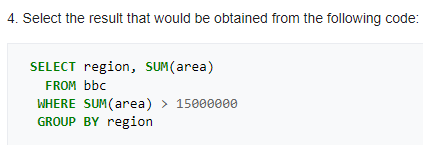 4. Select the result that would be obtained from the following code:
SELECT region, SUM(area)
FROM bbc
WHERE SUM(area) > 15000000
GROUP BY region